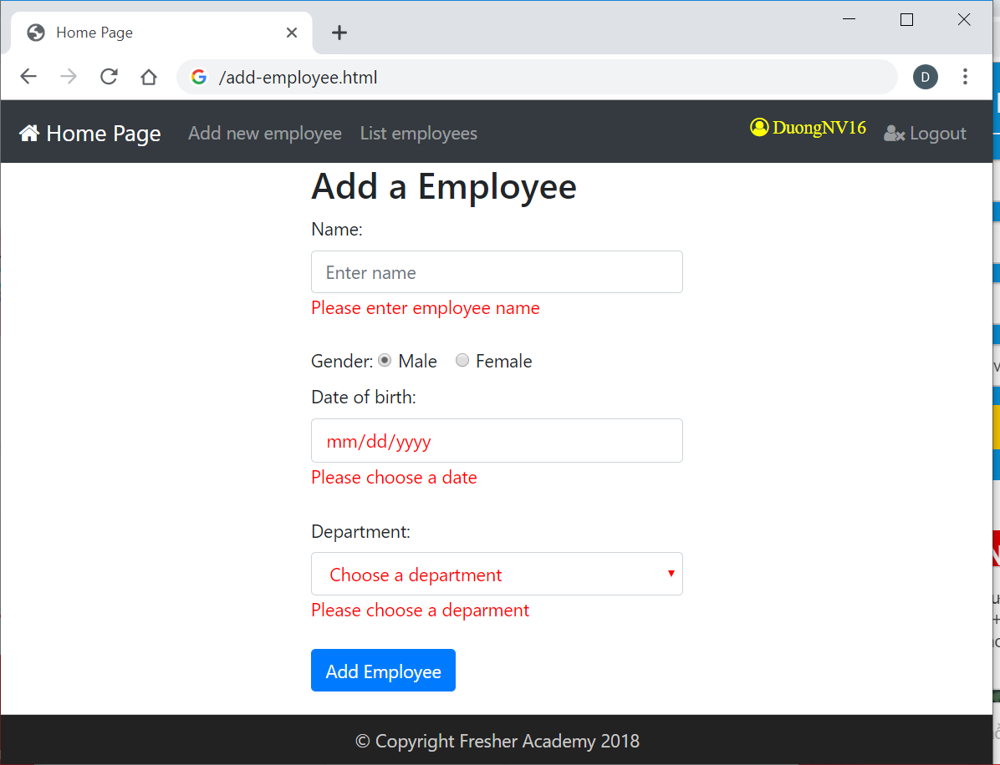 Home Page
/add-employee.html
D
Home Page Add new employee List employees DuongNV16 Logout
Add a Employee
Name:
Enter name
Please enter employee name
Gender: Male Female
Date of birth:
mm/dd/yyyy
Please choose a date
Department:
Choose a department
Please choose a deparment
Add Employee
© Copyright Fresher Academy 2018